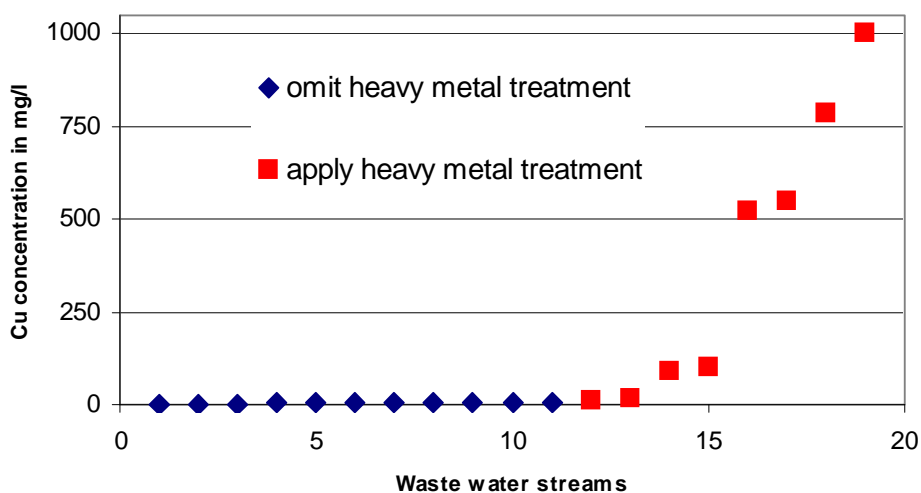 1000
750
500
250
0
Cu concentration in mg/l
omit heavy metal treatment
apply heavy metal treatment
0 5 10 15 20
Waste water streams